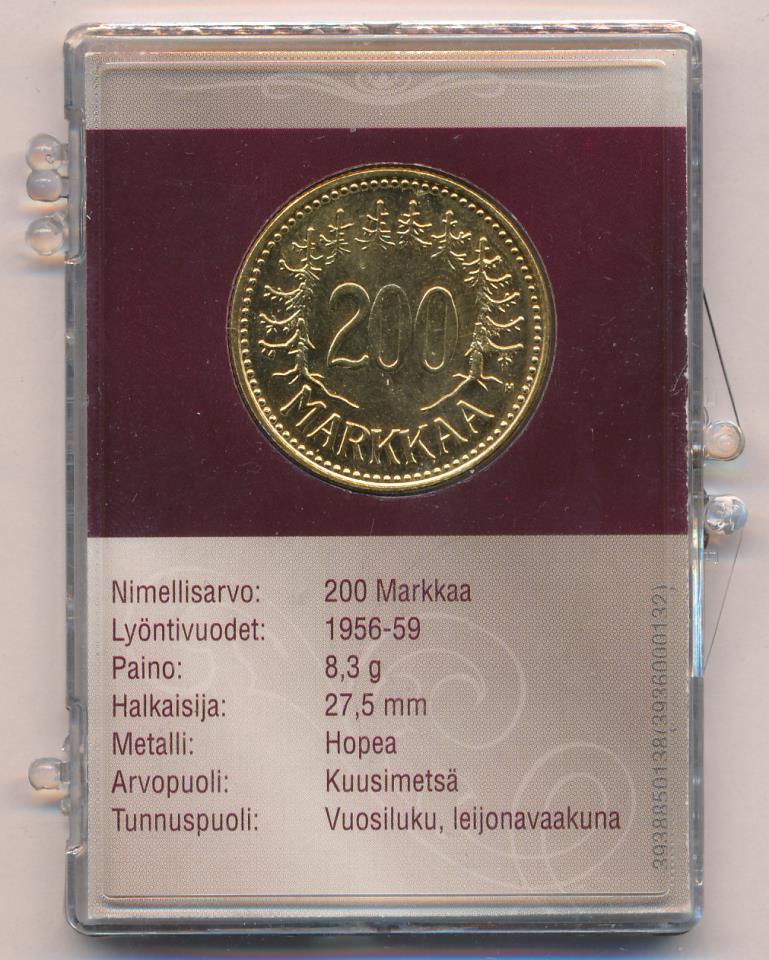 200
MARKKAA
Nimellisarvo: 200 Markkaa
Lyöntivuodet: 1956-59
Paino: 8,3 g
Halkaisija: 27,5 mm
Metalli: Hopea
Arvopuoli: Kuusimetsä
Tunnuspuoli: Vuosiluku, leijonavaakuna
3938850138(3936000132)